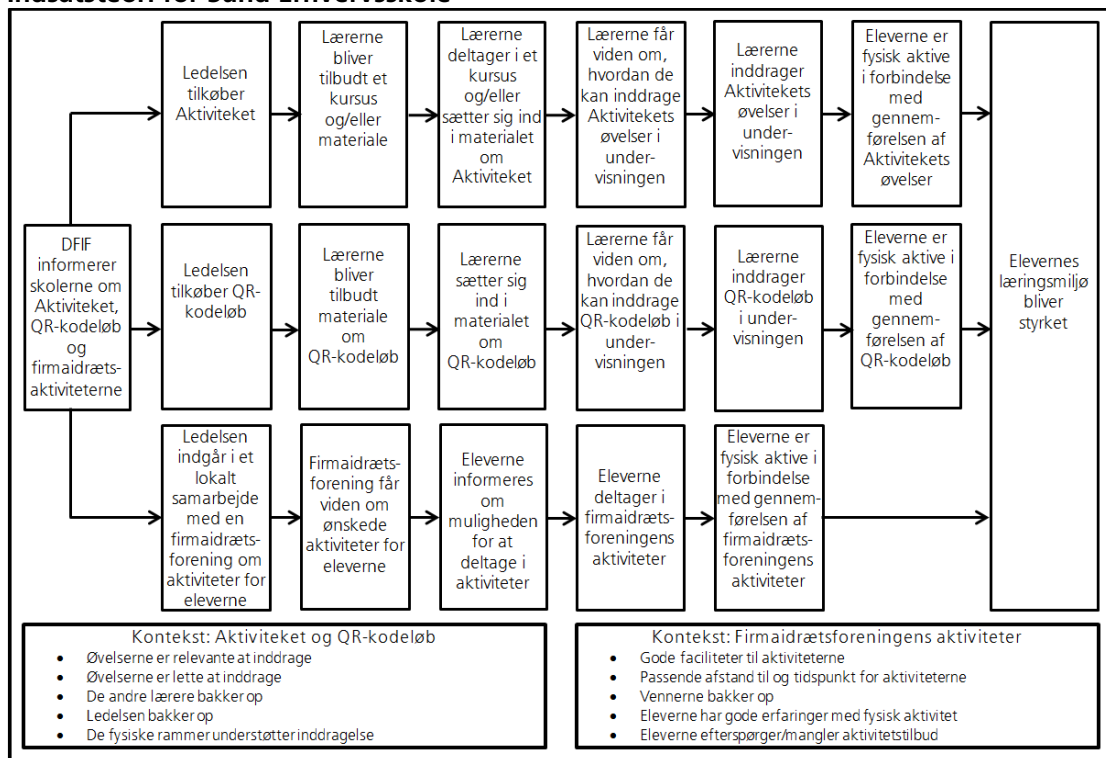 Indsatsteori for Sund Erhvervsskole
Ledelsen
tilkøber
Aktiviteket
Lærerne
bliver
tilbudt et
kursus
og/eller
materiale
Lærerne
deltager i et
kursus
og/eller
sætter sig ind
i materialet
om
Aktiviteket
Lærerne får
viden om,
hvordan de
kan inddrage
Aktivitekets
øvelser i
under-
visningen
Lærerne
inddrager
Aktivitekets
øvelser i
under-
visningen
Eleverne er
fysisk aktive
i forbindelse
med
gennem-
førelsen af
Aktivitekets
øvelser
DFIF
informerer
skolerne om
Aktiviteket,
QR-kodeløb
og
firmaidræts-
aktiviteterne
Ledelsen
tilkøber QR-
kodeløb
Lærerne
bliver
tilbudt
materiale
om
QR-kodeløb
Lærerne
sætter sig
ind i
materialet
om
QR-kodeløb
Lærerne får
viden om,
hvordan de
kan inddrage
QR-kodeløb i
under-
visningen
Lærerne
inddrager
QR-kodeløb
i under-
visningen
Eleverne er
fysisk aktive i
forbindelse
med
gennem-
førelsen af
QR-kodeløb
Elevernes
læringsmiljø
bliver
styrket
Ledelsen
indgår i et
lokalt
samarbejde
med en
firmaidræts-
forening om
aktiviteter for
eleverne
Firmaidræts-
forening får
viden om
ønskede
aktiviteter for
eleverne
Eleverne
informeres
om
muligheden
for at
deltage i
aktiviteter
Eleverne
deltager i
firmaidræts-
foreningens
aktiviteter
Eleverne er
fysisk aktive i
forbindelse
med gennem-
førelsen af
firmaidræts-
foreningens
aktiviteter
Kontekst: Aktiviteket og QR-kodeløb
• Øvelserne er relevante at inddrage
• Øvelserne er lette at inddrage
• De andre lærere bakker op
• Ledelsen bakker op
• De fysiske rammer understøtter inddragelse
Kontekst: Firmaidrætsforeningens aktiviteter
• Gode faciliteter til aktiviteterne
• Passende afstand til og tidspunkt for aktiviteterne
• Vennerne bakker op
• Eleverne har gode erfaringer med fysisk aktivitet
• Eleverne efterspørger/mangler aktivitetstilbud